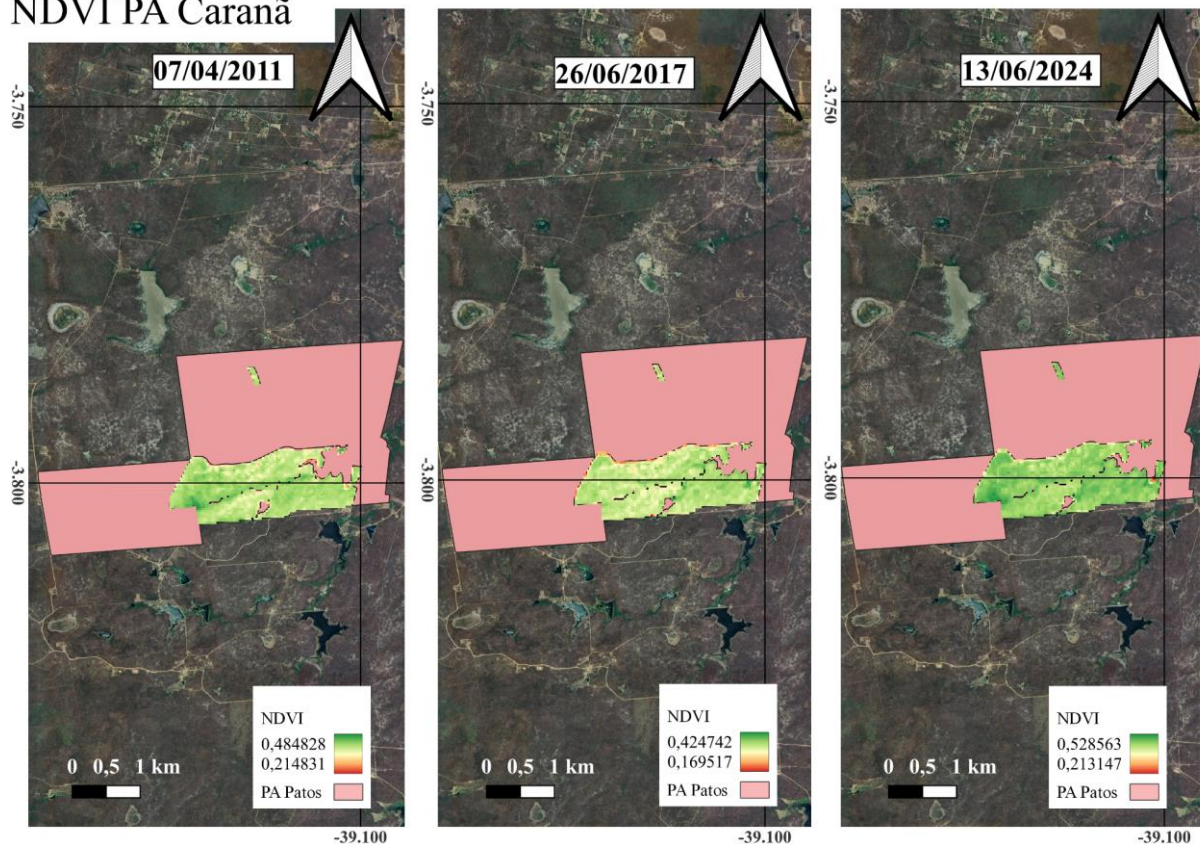 NDVI PA Caranã
07/04/2011
-3.750
-3.800
NDVI
0,484828
0,214831
PA Patos
0 0,5 1 km
-39.100
26/06/2017
-3.750
-3.800
NDVI
0,424742
0,169517
PA Patos
0 0,5 1 km
-39.100
13/06/2024
-3.750
-3.800
NDVI
0,528563
0,213147
PA Patos
0 0,5 1 km
-39.100